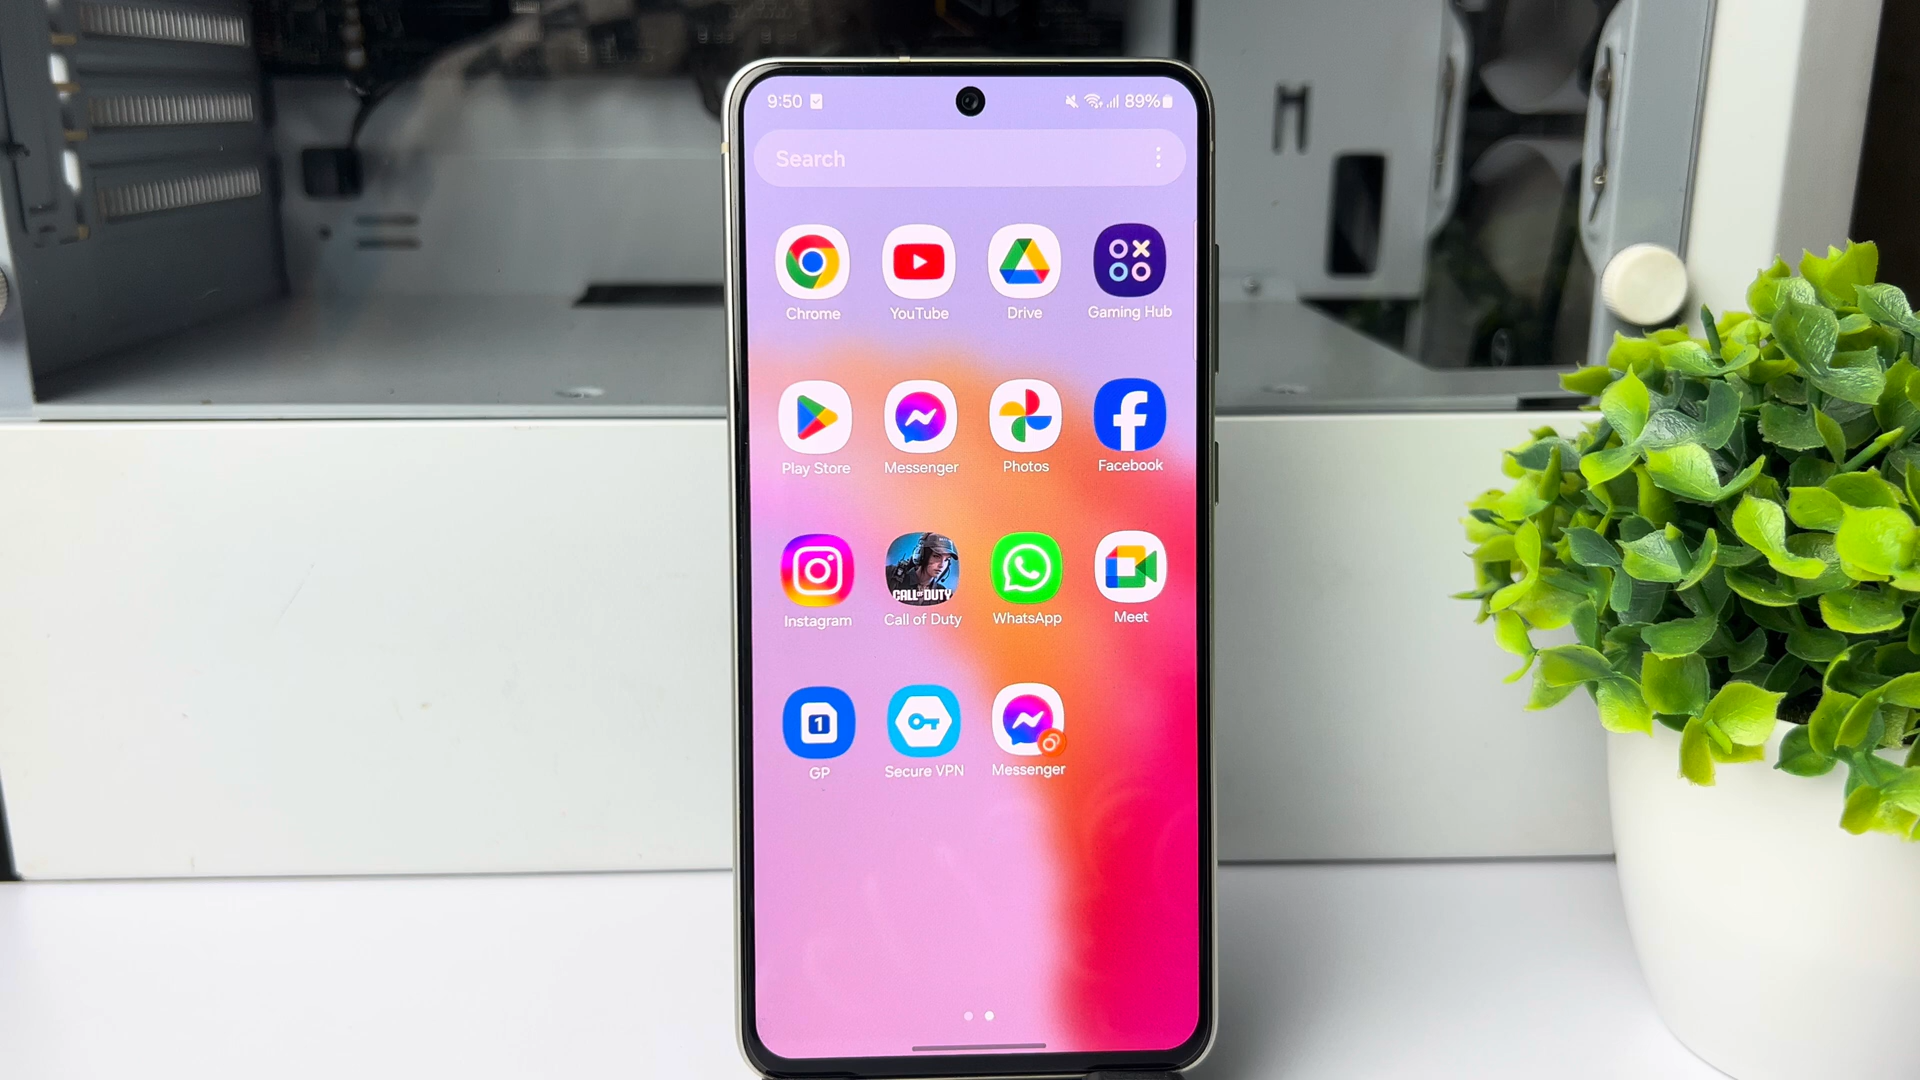 9:50 89%
Search
Chrome YouTube Drive Gaming Hub
Play Store Messenger Photos Facebook
CALL OF DUTY
Instagram Call of Duty WhatsApp Meet
1
GP Secure VPN Messenger